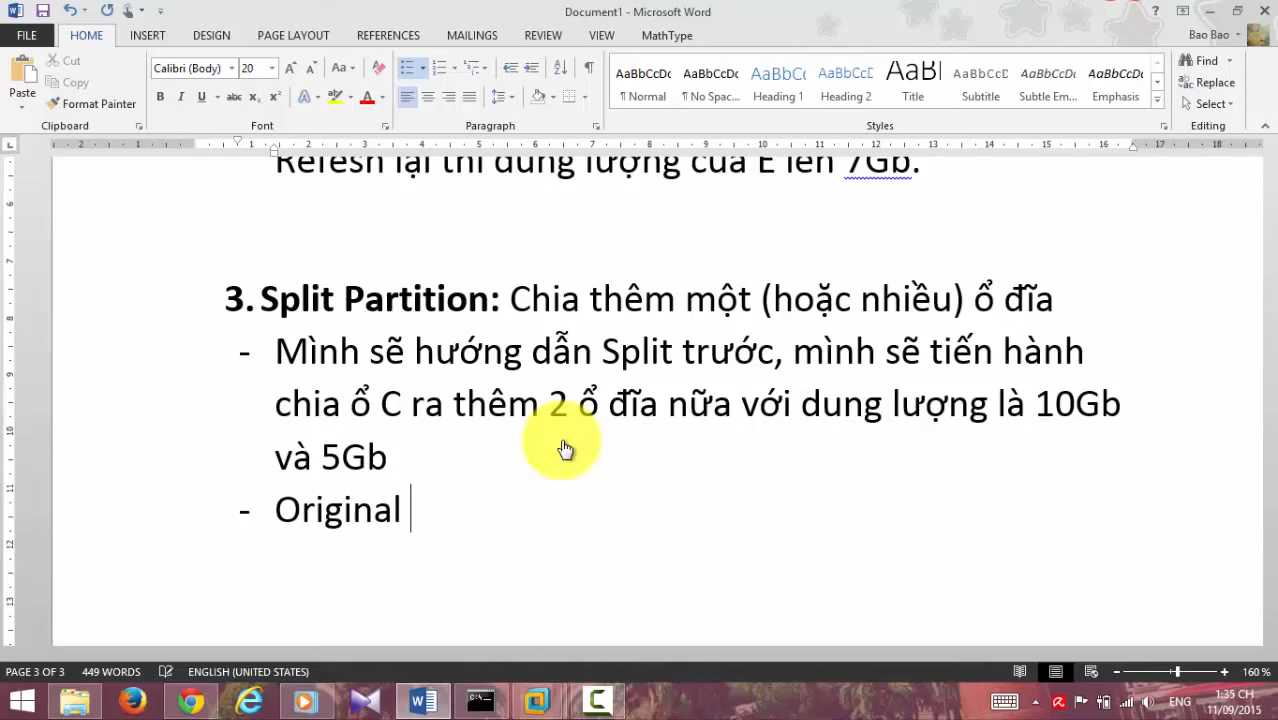 Document1 - Microsoft Word
Bao Bao
FILE HOME INSERT DESIGN PAGE LAYOUT REFERENCES MAILINGS REVIEW VIEW MathType
Paste Cut Copy Format Painter
Calibri (Body) 20
AaBbCcDc AaBbCcDc AaBbCc AaBbCcD AaBl AaBbCcD AaBbCcDc AaBbCcDc
¶ Normal ¶ No Spac... Heading 1 Heading 2 Title Subtitle Subtle Em... Emphasis
Find Replace Select
Clipboard Font Paragraph Styles Editing
Refesh lại thì dung lượng của E lên 7Gb.
3. Split Partition: Chia thêm một (hoặc nhiều) ổ đĩa
- Mình sẽ hướng dẫn Split trước, mình sẽ tiến hành
chia ổ C ra thêm 2 ổ đĩa nữa với dung lượng là 10Gb
và 5Gb
- Original
PAGE 3 OF 3 449 WORDS ENGLISH (UNITED STATES) 160 %
ENG 1:35 CH
11/09/2015